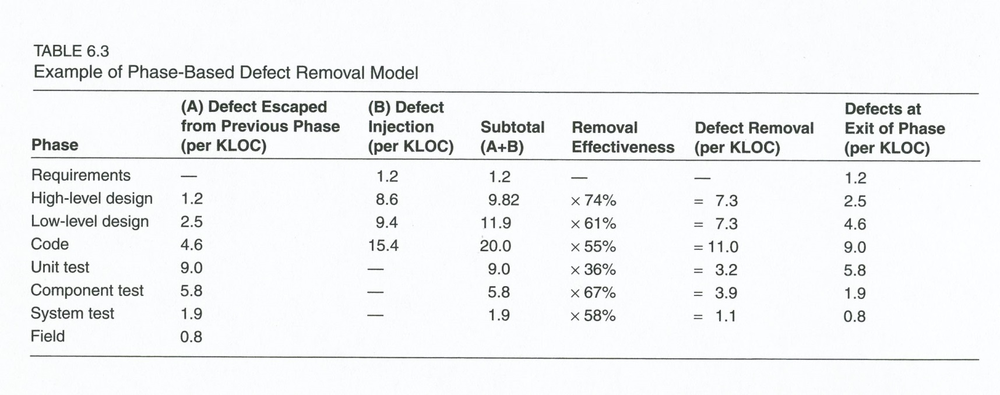 TABLE 6.3
Example of Phase-Based Defect Removal Model
(A) Defect Escaped (B) Defect Defects at
from Previous Phase Injection Subtotal Removal Defect Removal Exit of Phase
Phase (per KLOC) (per KLOC) (A+B) Effectiveness (per KLOC) (per KLOC)
Requirements — 1.2 1.2 — — 1.2
High-level design 1.2 8.6 9.82 × 74% = 7.3 2.5
Low-level design 2.5 9.4 11.9 × 61% = 7.3 4.6
Code 4.6 15.4 20.0 × 55% = 11.0 9.0
Unit test 9.0 — 9.0 × 36% = 3.2 5.8
Component test 5.8 — 5.8 × 67% = 3.9 1.9
System test 1.9 — 1.9 × 58% = 1.1 0.8
Field 0.8